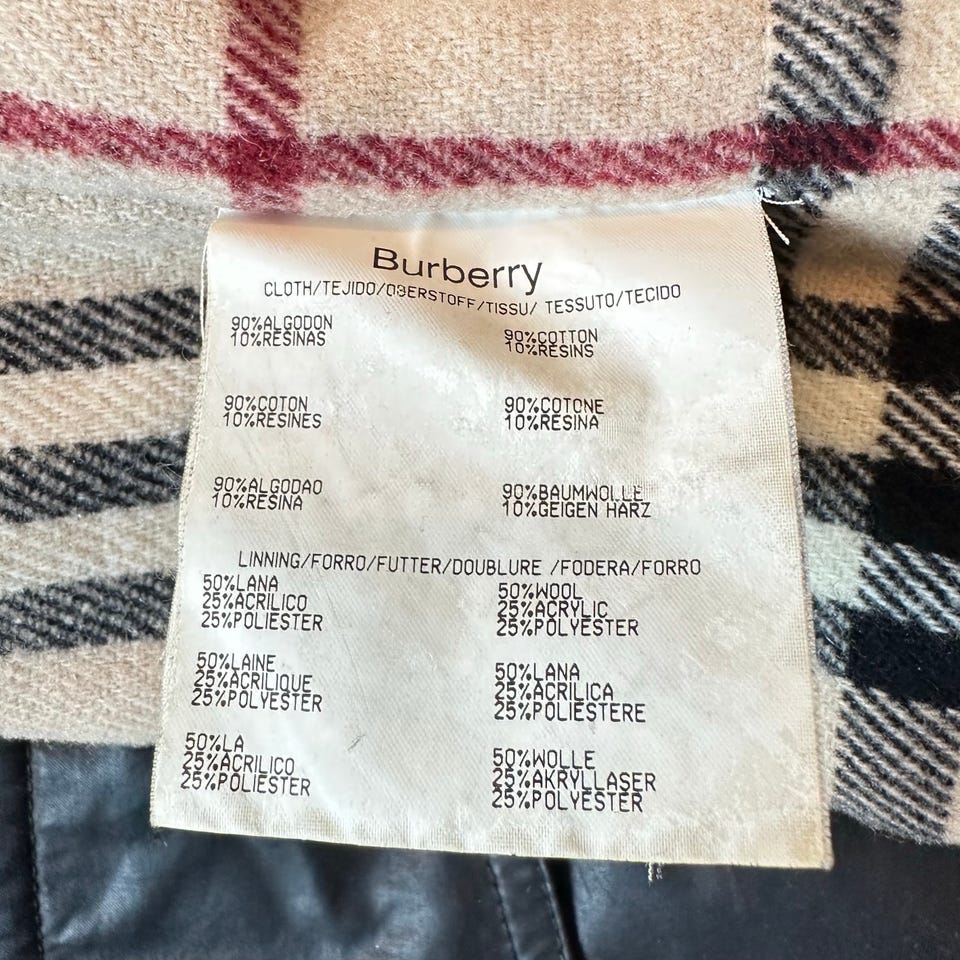 Burberry
CLOTH/TEJIDO/OBERSTOFF/TISSU/ TESSUTO/TECIDO
90%ALGODON
10%RESINAS
90%COTTON
10%RESINS
90%COTON
10%RESINES
90%COTONE
10%RESINA
90%ALGODAO
10%RESINA
90%BAUMWOLLE
10%GEIGEN HARZ
LINNING/FORRO/FUTTER/DOUBLURE /FODERA/FORRO
50%LANA
25%ACRILICO
25%POLIESTER
50%WOOL
25%ACRYLIC
25%POLYESTER
50%LAINE
25%ACRILIQUE
25%POLYESTER
50%LANA
25%ACRILICA
25%POLIESTERE
50%LA
25%ACRILICO
25%POLIESTER
50%WOLLE
25%AKRYLLASER
25%POLYESTER